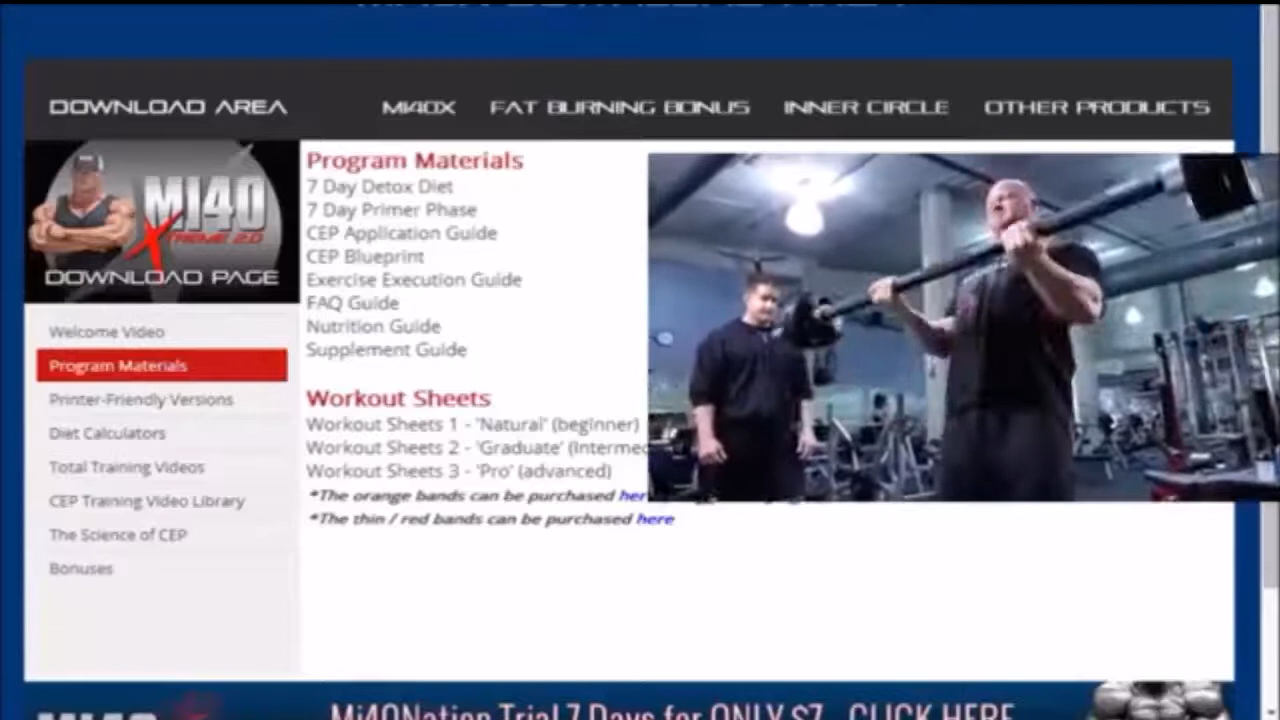 DOWNLOAD AREA
MI40X
FAT BURNING BONUS
INNER CIRCLE
OTHER PRODUCTS
MI40
XTREME 2.0
DOWNLOAD PAGE
Welcome Video
Program Materials
Printer-Friendly Versions
Diet Calculators
Total Training Videos
CEP Training Video Library
The Science of CEP
Bonuses
Program Materials
7 Day Detox Diet
7 Day Primer Phase
CEP Application Guide
CEP Blueprint
Exercise Execution Guide
FAQ Guide
Nutrition Guide
Supplement Guide
Workout Sheets
Workout Sheets 1 - 'Natural' (beginner)
Workout Sheets 2 - 'Graduate' (Intermed
Workout Sheets 3 - 'Pro' (advanced)
*The orange bands can be purchased her
*The thin / red bands can be purchased here
MI40
Mi40Nation Trial 7 Days for ONLY $7 - CLICK HERE